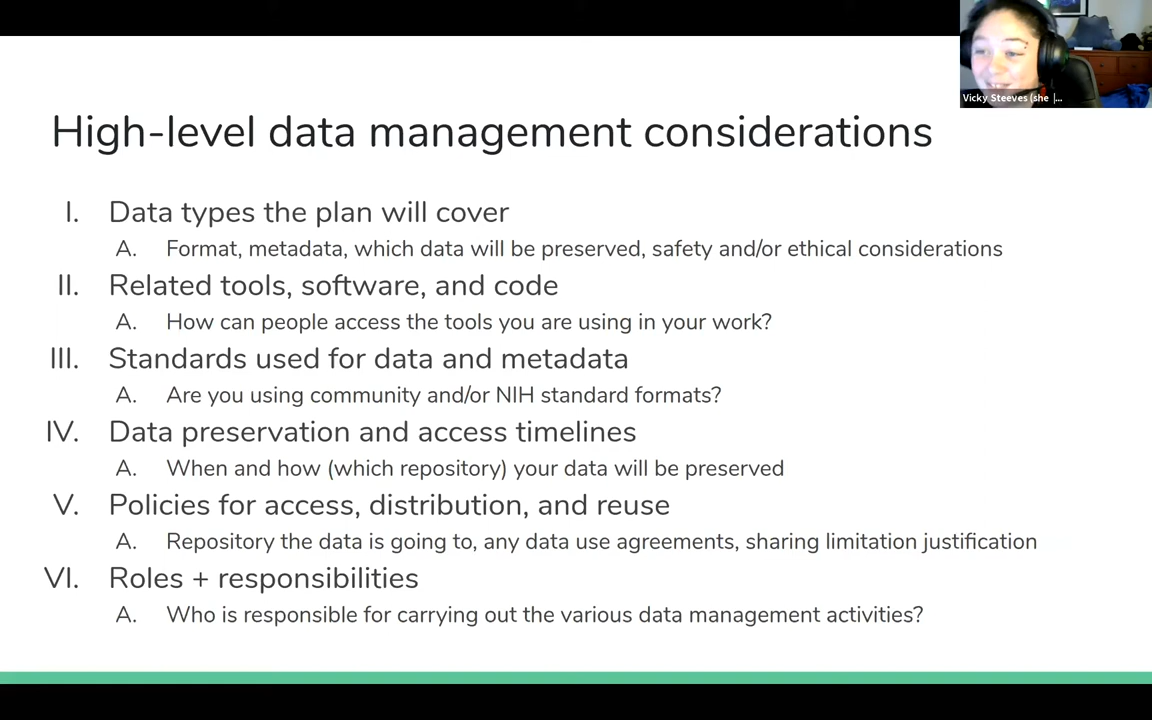 Vicky Steeves (she |...
High-level data management considerations
I. Data types the plan will cover
A. Format, metadata, which data will be preserved, safety and/or ethical considerations
II. Related tools, software, and code
A. How can people access the tools you are using in your work?
III. Standards used for data and metadata
A. Are you using community and/or NIH standard formats?
IV. Data preservation and access timelines
A. When and how (which repository) your data will be preserved
V. Policies for access, distribution, and reuse
A. Repository the data is going to, any data use agreements, sharing limitation justification
VI. Roles + responsibilities
A. Who is responsible for carrying out the various data management activities?